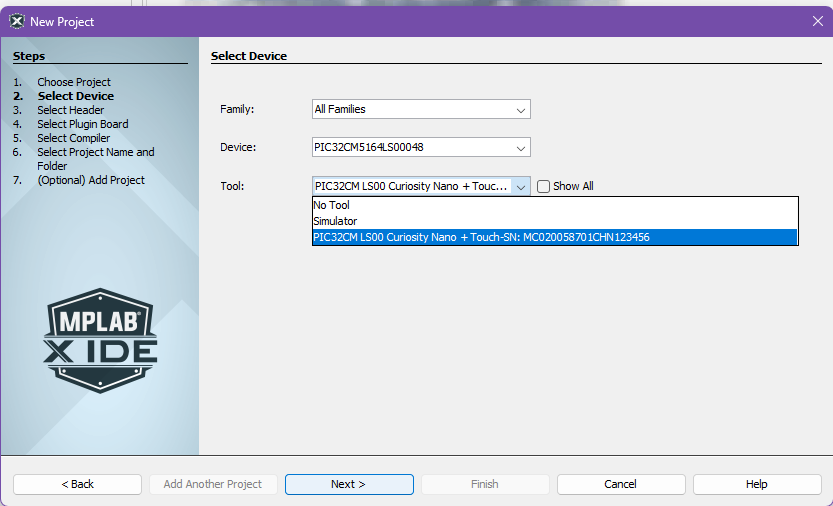 New Project
Steps
1. Choose Project
2. Select Device
3. Select Header
4. Select Plugin Board
5. Select Compiler
6. Select Project Name and
Folder
7. (Optional) Add Project
MPLAB®
X IDE
Select Device
Family: All Families
Device: PIC32CM5164LS00048
Tool: PIC32CM LS00 Curiosity Nano + Touc... Show All
No Tool
Simulator
PIC32CM LS00 Curiosity Nano + Touch-SN: MC020058701CHN123456
< Back Add Another Project Next > Finish Cancel Help